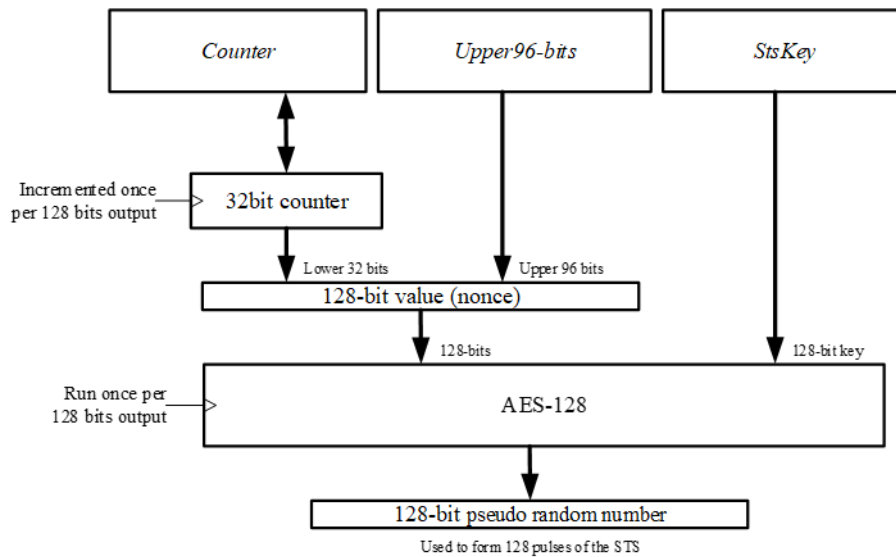 Counter
Upper96-bits
StsKey
Incremented once
per 128 bits output
32bit counter
Lower 32 bits
Upper 96 bits
128-bit value (nonce)
128-bits
128-bit key
Run once per
128 bits output
AES-128
128-bit pseudo random number
Used to form 128 pulses of the STS